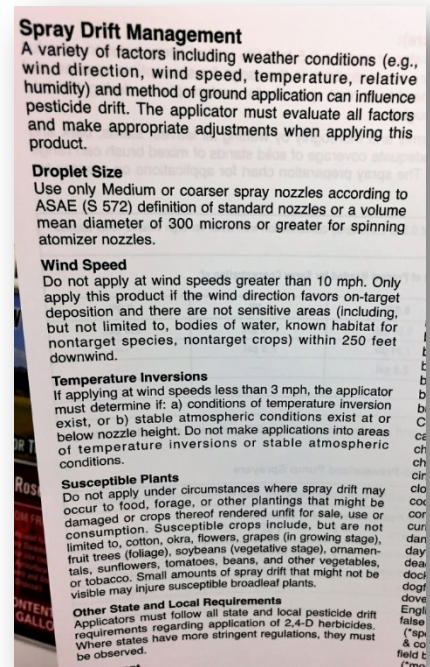 Spray Drift Management
A variety of factors including weather conditions (e.g.,
wind direction, wind speed, temperature, relative
humidity) and method of ground application can influence
pesticide drift. The applicator must evaluate all factors
and make appropriate adjustments when applying this
product.
Droplet Size
Use only Medium or coarser spray nozzles according to
ASAE (S 572) definition of standard nozzles or a volume
mean diameter of 300 microns or greater for spinning
atomizer nozzles.
Wind Speed
Do not apply at wind speeds greater than 10 mph. Only
apply this product if the wind direction favors on-target
deposition and there are not sensitive areas (including,
but not limited to, bodies of water, known habitat for
nontarget species, nontarget crops) within 250 feet
downwind.
Temperature Inversions
If applying at wind speeds less than 3 mph, the applicator
must determine if: a) conditions of temperature inversion
exist, or b) stable atmospheric conditions exist at or
below nozzle height. Do not make applications into areas
of temperature inversions or stable atmospheric
conditions.
Susceptible Plants
Do not apply under circumstances where spray drift may
occur to food, forage, or other plantings that might be
damaged or crops thereof rendered unfit for sale, use or
consumption. Susceptible crops include, but are not
limited to, cotton, okra, flowers, grapes (in growing stage),
fruit trees (foliage), soybeans (vegetative stage), ornamen-
tals, sunflowers, tomatoes, beans, and other vegetables,
or tobacco. Small amounts of spray drift that might not be
visible may injure susceptible broadleaf plants.
Other State and Local Requirements
Applicators must follow all state and local pesticide drift
requirements regarding application of 2,4-D herbicides.
Where states have more stringent regulations, they must
be observed.